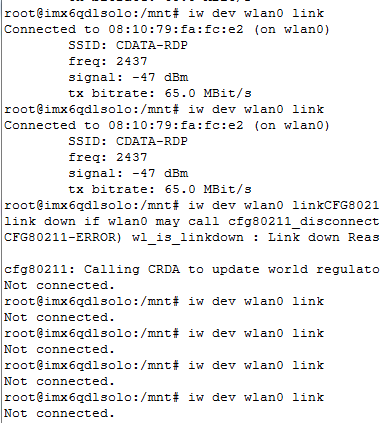 root@imx6qdlsolo:/mnt# iw dev wlan0 link
Connected to 08:10:79:fa:fc:e2 (on wlan0)
SSID: CDATA-RDP
freq: 2437
signal: -47 dBm
tx bitrate: 65.0 MBit/s
root@imx6qdlsolo:/mnt# iw dev wlan0 link
Connected to 08:10:79:fa:fc:e2 (on wlan0)
SSID: CDATA-RDP
freq: 2437
signal: -47 dBm
tx bitrate: 65.0 MBit/s
root@imx6qdlsolo:/mnt# iw dev wlan0 linkCFG8021
link down if wlan0 may call cfg80211_disconnect
CFG80211-ERROR) wl_is_linkdown : Link down Reas
cfg80211: Calling CRDA to update world regulato
Not connected.
root@imx6qdlsolo:/mnt# iw dev wlan0 link
Not connected.
root@imx6qdlsolo:/mnt# iw dev wlan0 link
Not connected.
root@imx6qdlsolo:/mnt# iw dev wlan0 link
Not connected.
root@imx6qdlsolo:/mnt# iw dev wlan0 link
Not connected.